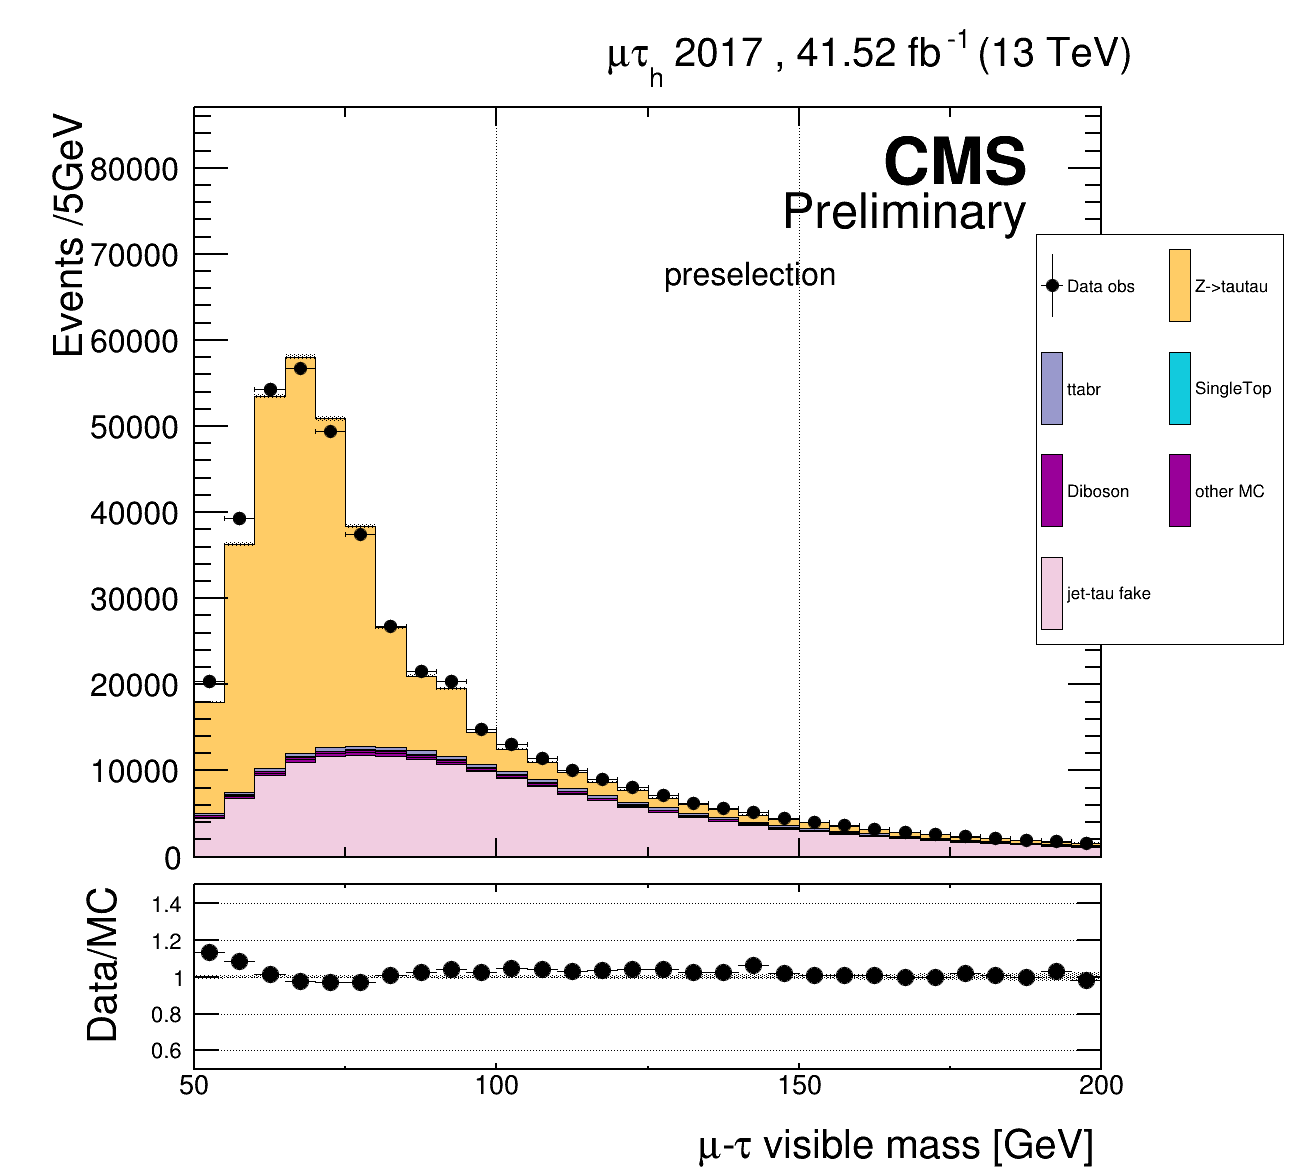 μτh 2017 , 41.52 fb-1 (13 TeV)
Events /5GeV
80000
70000
60000
50000
40000
30000
20000
10000
0
CMS
Preliminary
preselection
Data obs
Z->tautau
ttabr
SingleTop
Diboson
other MC
jet-tau fake
Data/MC
1.4
1.2
1
0.8
0.6
50
100
150
200
μ-τ visible mass [GeV]